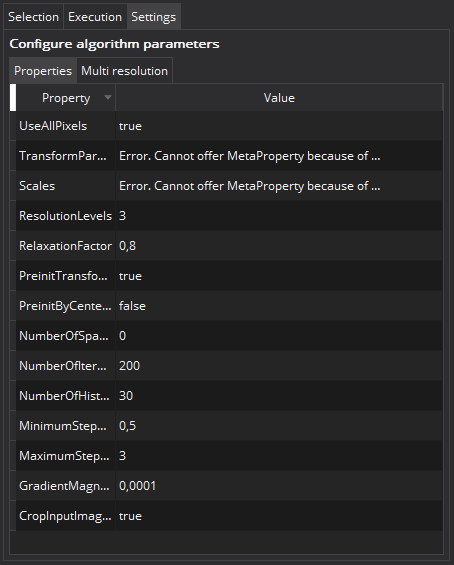 Selection Execution Settings
Configure algorithm parameters
Properties Multi resolution
Property Value
UseAllPixels true
TransformPar... Error. Cannot offer MetaProperty because of ...
Scales Error. Cannot offer MetaProperty because of ...
ResolutionLevels 3
RelaxationFactor 0,8
PreinitTransfo... true
PreinitByCente... false
NumberOfSpa... 0
NumberOfIter... 200
NumberOfHist... 30
MinimumStep... 0,5
MaximumStep... 3
GradientMagn... 0,0001
CropInputImag... true